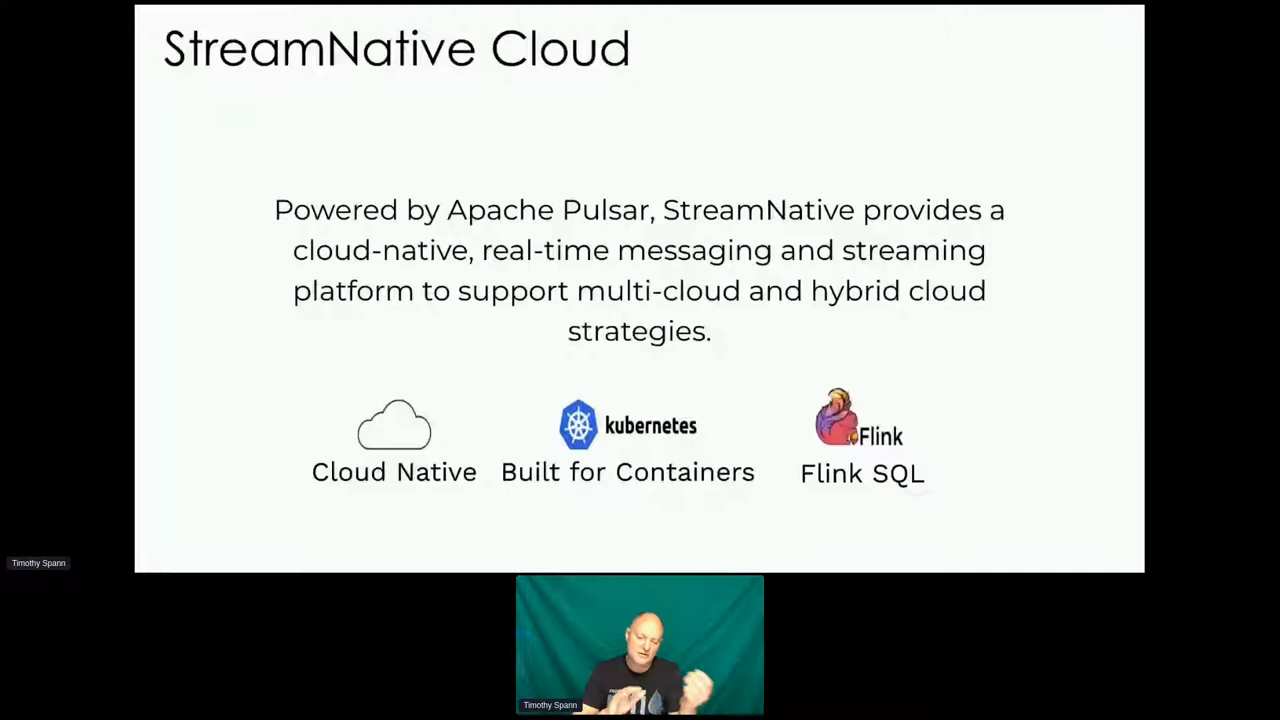 StreamNative Cloud
Powered by Apache Pulsar, StreamNative provides a
cloud-native, real-time messaging and streaming
platform to support multi-cloud and hybrid cloud
strategies.
kubernetes
Flink
Cloud Native
Built for Containers
Flink SQL
Timothy Spann
Timothy Spann